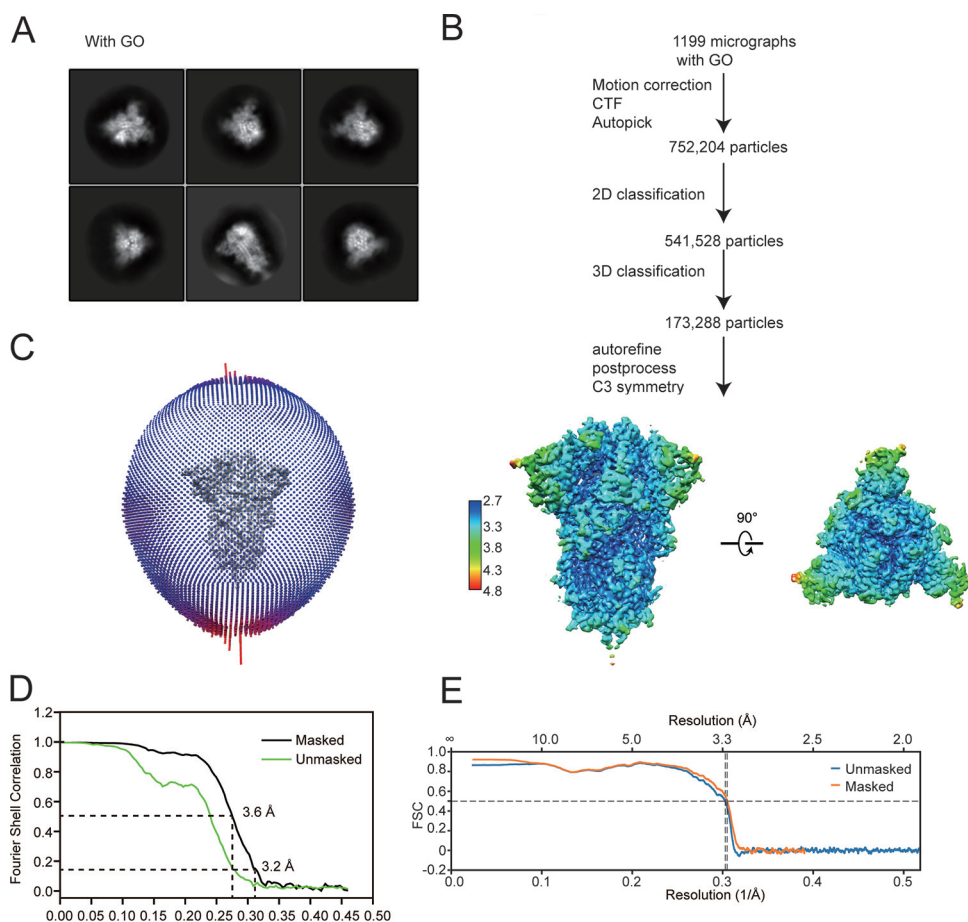 A
With GO
B
1199 micrographs
with GO
Motion correction
CTF
Autopick
752,204 particles
2D classification
541,528 particles
3D classification
173,288 particles
autorefine
postprocess
C3 symmetry
C
2.7
3.3
3.8
4.3
4.8
90°
D
1.2
1.0
0.8
0.6
0.4
0.2
0.0
Fourier Shell Correlation
Masked
Unmasked
3.6 Å
3.2 Å
0.00 0.05 0.10 0.15 0.20 0.25 0.30 0.35 0.40 0.45 0.50
E
Resolution (Å)
∞ 10.0 5.0 3.3 2.5 2.0
1.0
0.8
0.6
0.4
0.2
0
-0.2
FSC
Unmasked
Masked
0.0 0.1 0.2 0.3 0.4 0.5
Resolution (1/Å)